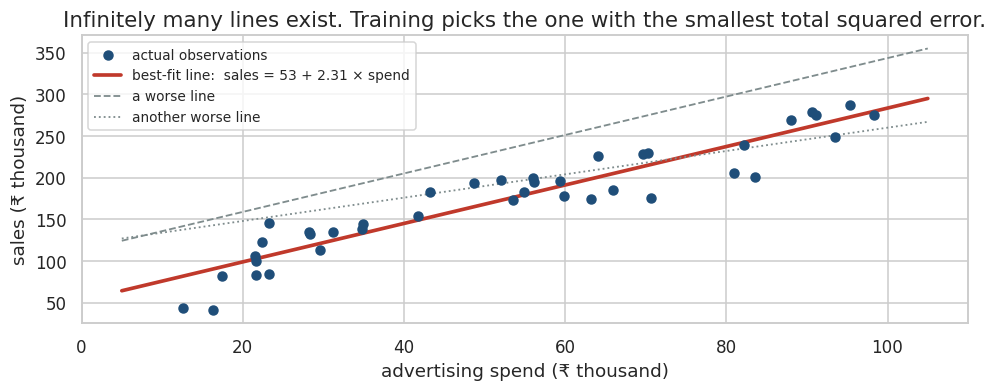 Infinitely many lines exist. Training picks the one with the smallest total squared error.
actual observations
best-fit line:  sales = 53 + 2.31 × spend
a worse line
another worse line
sales (₹ thousand)
350
300
250
200
150
100
50
0 20 40 60 80 100
advertising spend (₹ thousand)